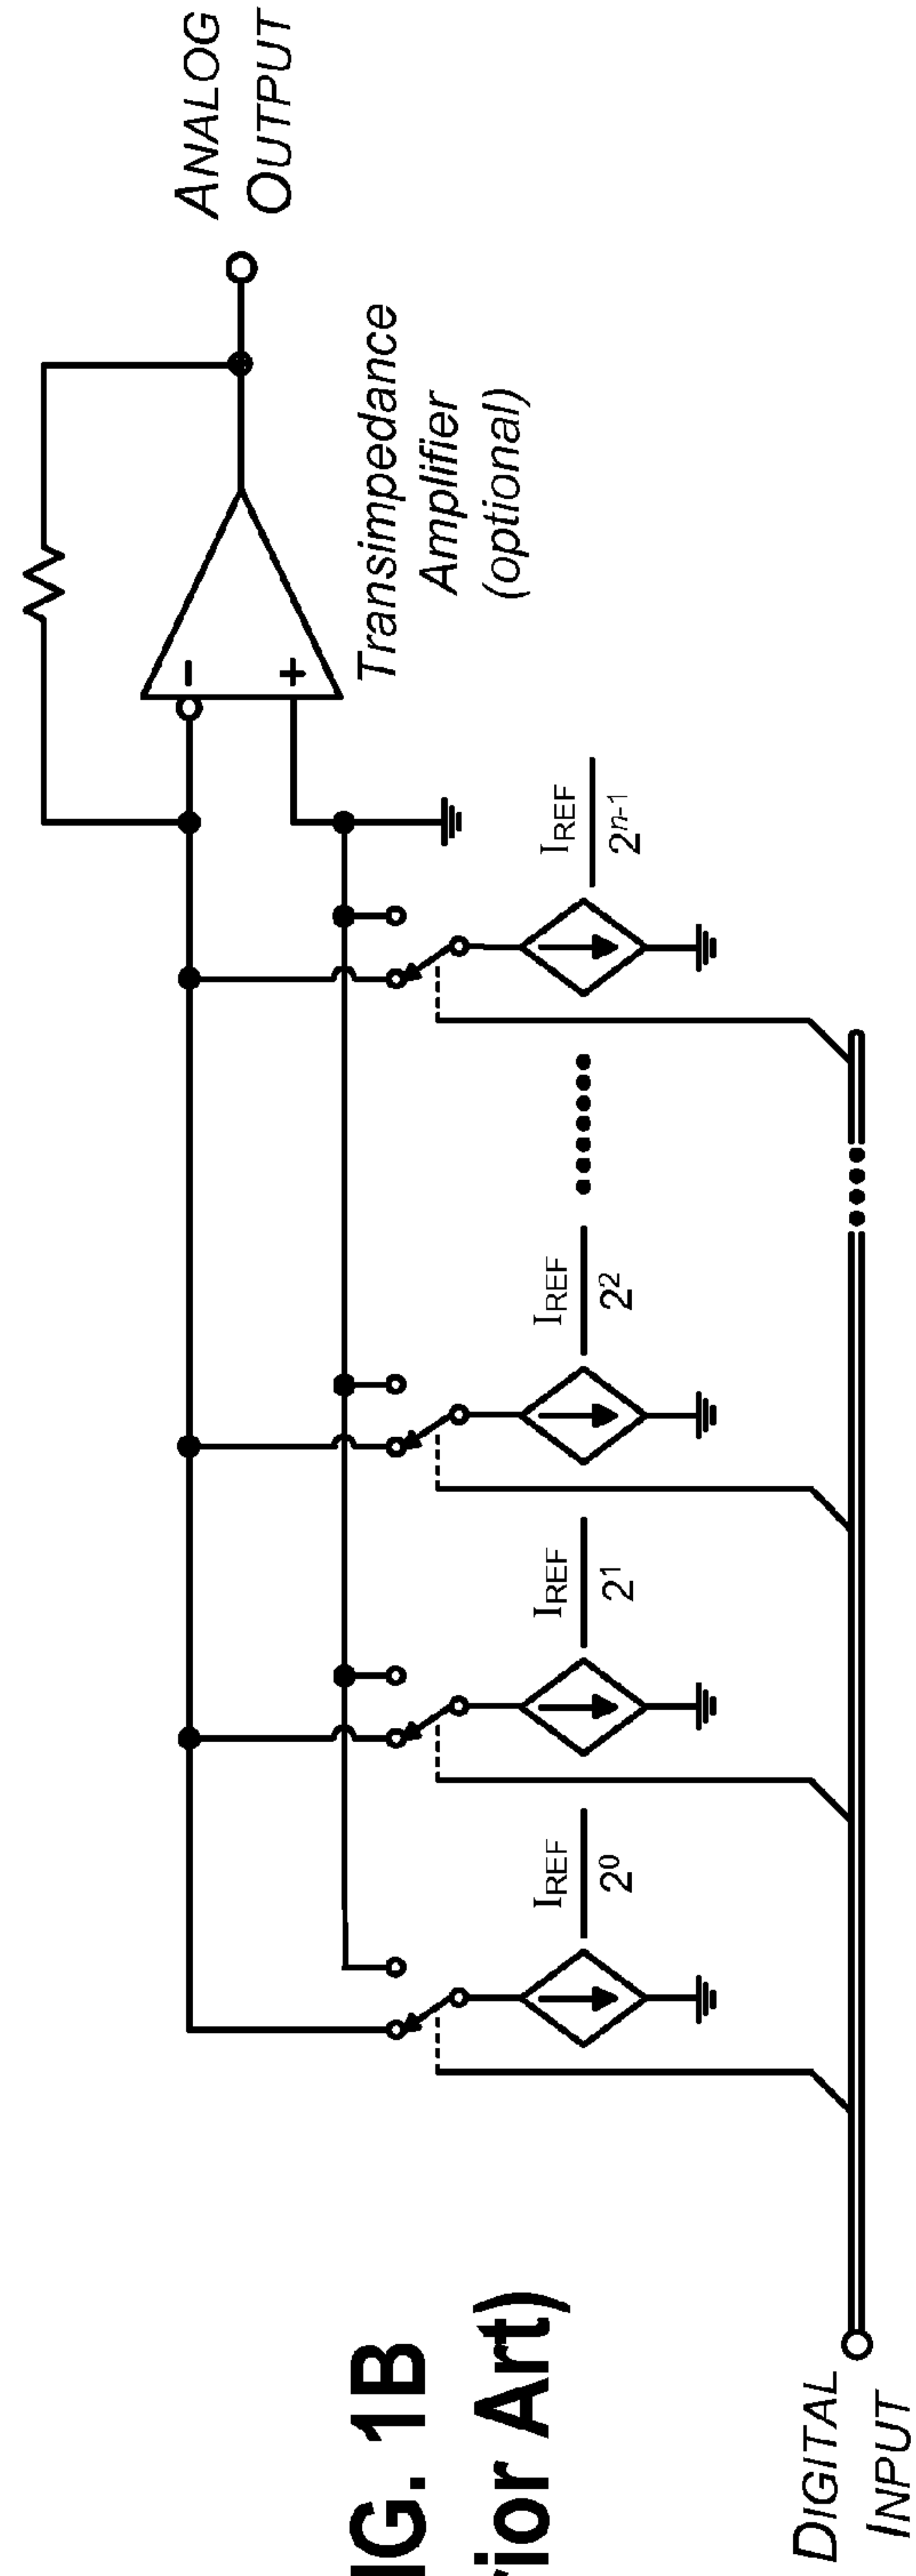 IG. 1B
rior Art)
DIGITAL
INPUT
I_REF
2^0
I_REF
2^1
I_REF
2^2
I_REF
2^{n-1}
Transimpedance
Amplifier
(optional)
−
+
ANALOG
OUTPUT